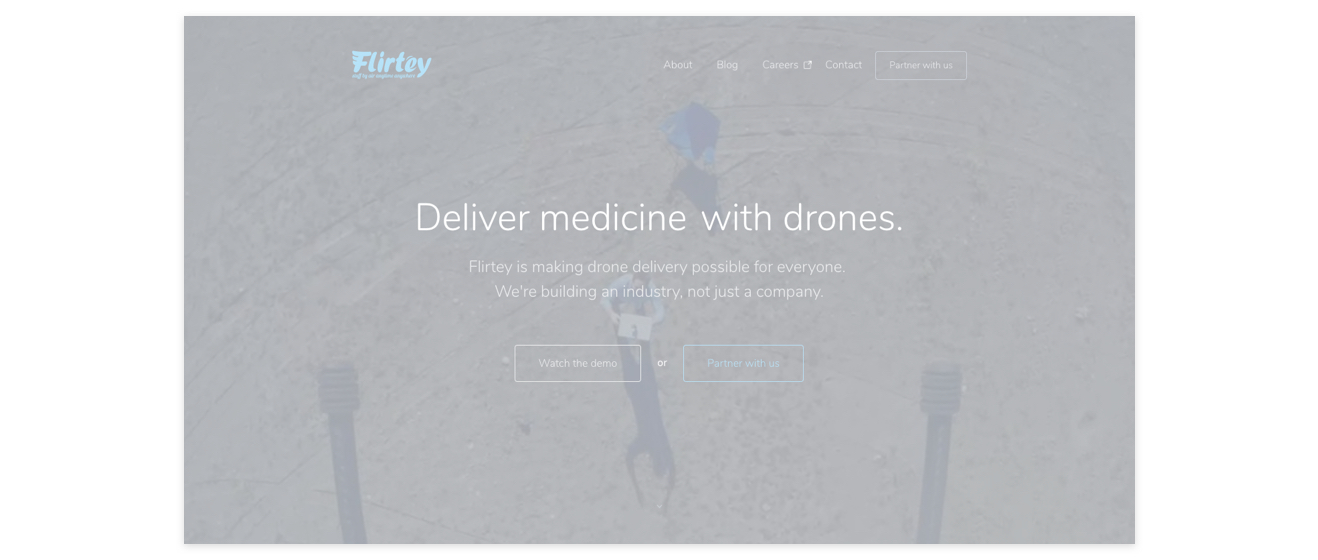 Flirtey
About Blog Careers Contact Partner with us
Deliver medicine with drones.
Flirtey is making drone delivery possible for everyone.
We're building an industry, not just a company.
Watch the demo or Partner with us